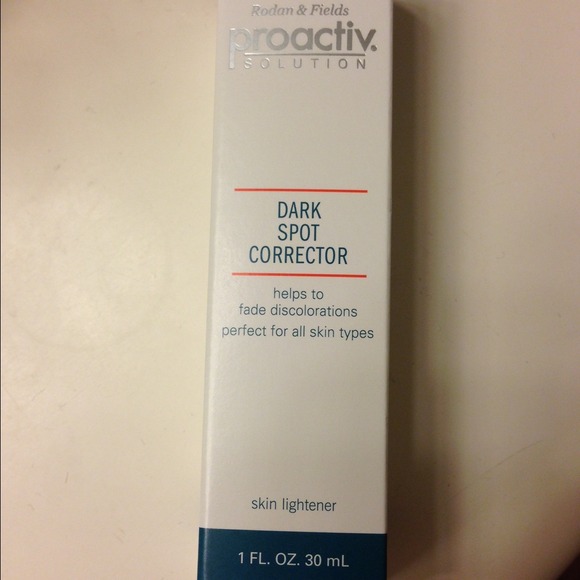 Rodan & Fields
proactiv.
SOLUTION
DARK
SPOT
CORRECTOR
helps to
fade discolorations
perfect for all skin types
skin lightener
1 FL. OZ. 30 mL